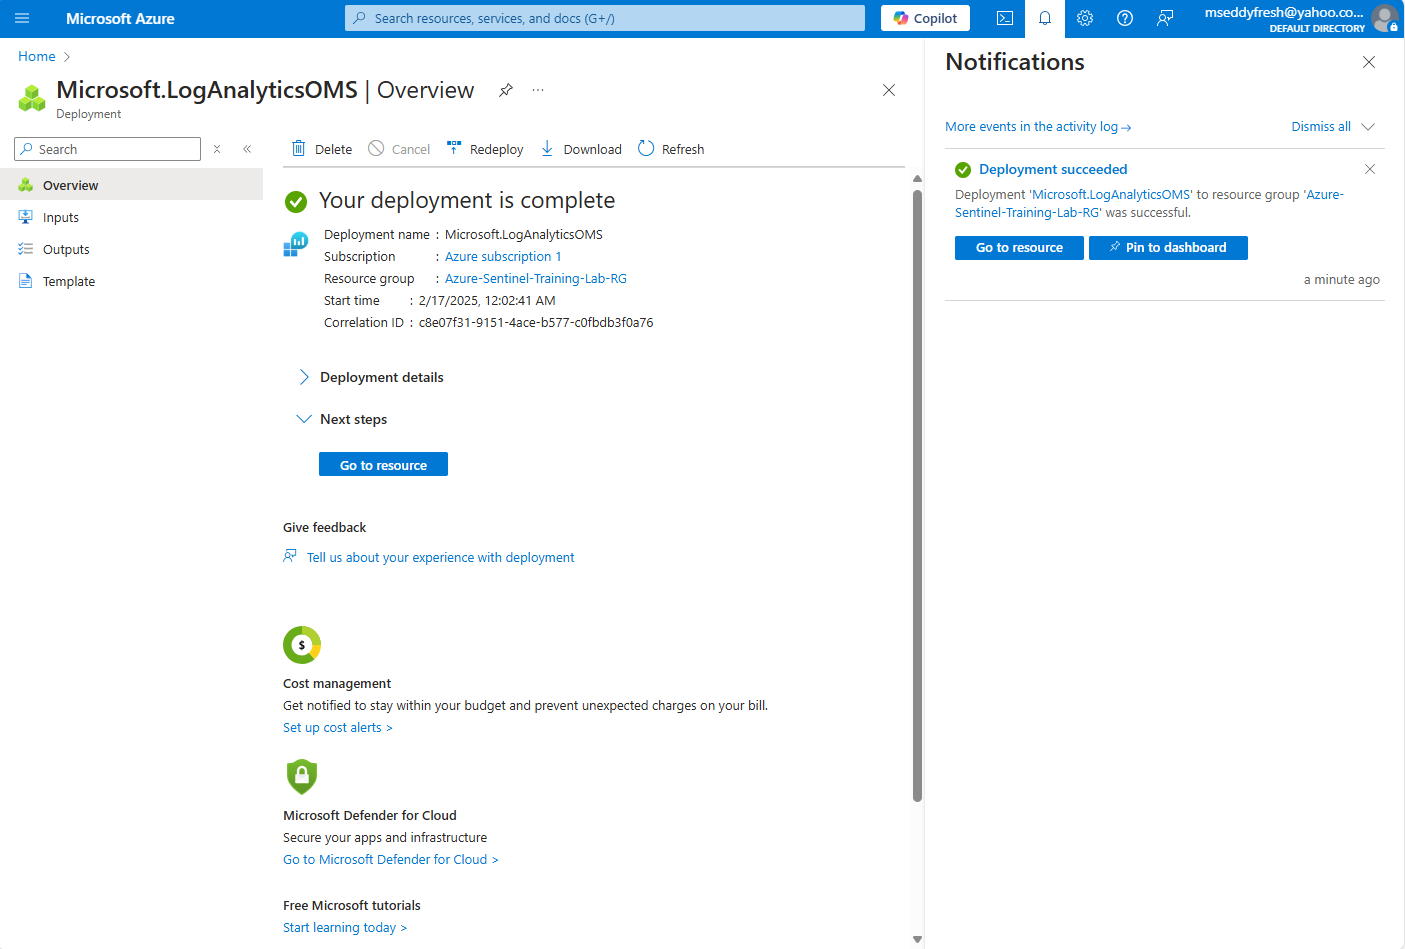 Microsoft Azure
Search resources, services, and docs (G+/)
Copilot
mseddyfresh@yahoo.co...
DEFAULT DIRECTORY
Home
Microsoft.LogAnalyticsOMS | Overview
Deployment
Search
Overview
Inputs
Outputs
Template
Delete
Cancel
Redeploy
Download
Refresh
Your deployment is complete
Deployment name : Microsoft.LogAnalyticsOMS
Subscription : Azure subscription 1
Resource group : Azure-Sentinel-Training-Lab-RG
Start time : 2/17/2025, 12:02:41 AM
Correlation ID : c8e07f31-9151-4ace-b577-c0fbdb3f0a76
Deployment details
Next steps
Go to resource
Give feedback
Tell us about your experience with deployment
$
Cost management
Get notified to stay within your budget and prevent unexpected charges on your bill.
Set up cost alerts >
Microsoft Defender for Cloud
Secure your apps and infrastructure
Go to Microsoft Defender for Cloud >
Free Microsoft tutorials
Start learning today >
Notifications
More events in the activity log →
Dismiss all
Deployment succeeded
Deployment 'Microsoft.LogAnalyticsOMS' to resource group 'Azure-
Sentinel-Training-Lab-RG' was successful.
Go to resource
Pin to dashboard
a minute ago